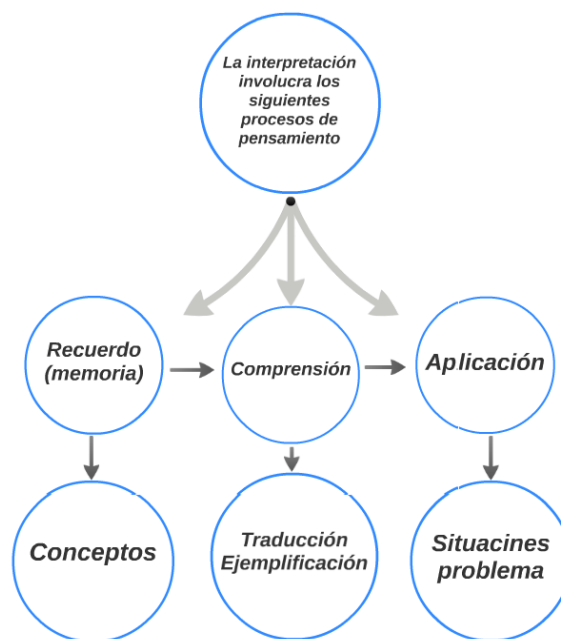 La interpretación
involucra los
siguientes
procesos de
pensamiento
Recuerdo
(memoria)
Comprensión
Aplicación
Conceptos
Traducción
Ejemplificación
Situacines
problema